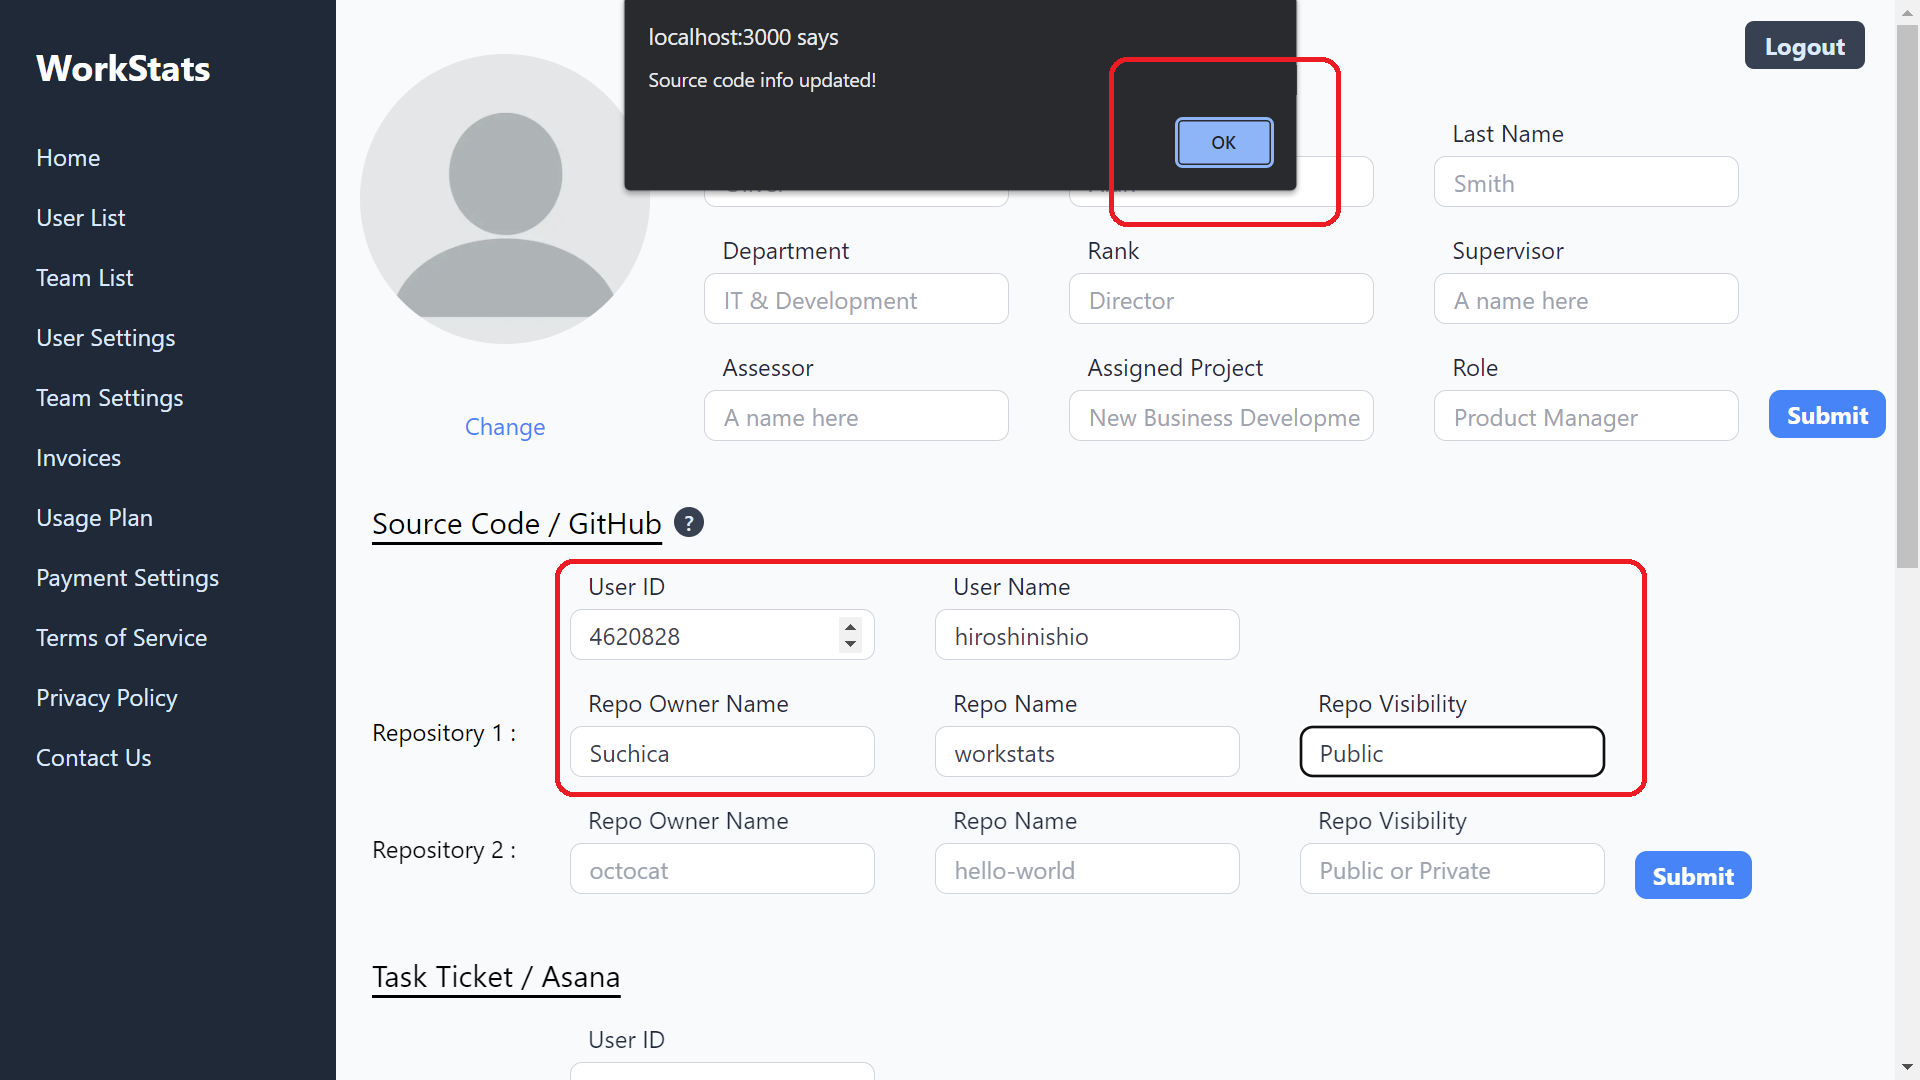 WorkStats
Home
User List
Team List
User Settings
Team Settings
Invoices
Usage Plan
Payment Settings
Terms of Service
Privacy Policy
Contact Us
localhost:3000 says
Source code info updated!
OK
Logout
Change
Last Name
Smith
Department
Rank
Supervisor
IT & Development
Director
A name here
Assessor
Assigned Project
Role
A name here
New Business Developme
Product Manager
Submit
Source Code / GitHub ?
User ID
User Name
4620828
hiroshinishio
Repo Owner Name
Repo Name
Repo Visibility
Repository 1 :
Suchica
workstats
Public
Repo Owner Name
Repo Name
Repo Visibility
Repository 2 :
octocat
hello-world
Public or Private
Submit
Task Ticket / Asana
User ID